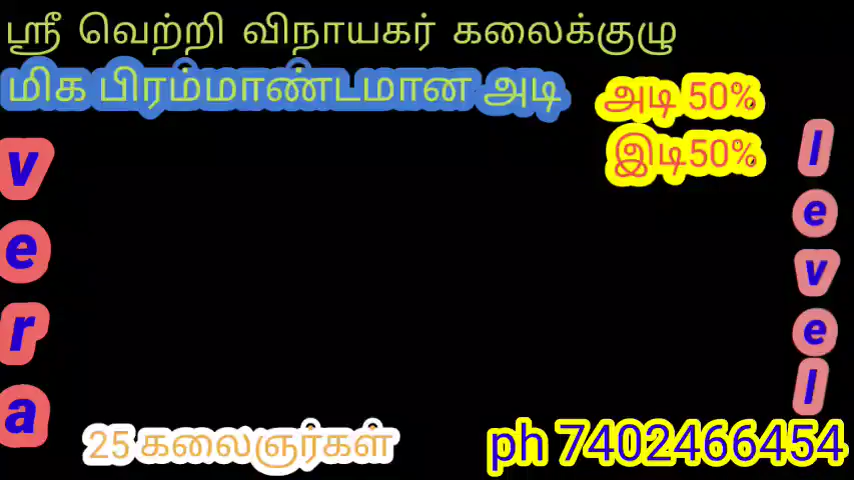 ஸ்ரீ வெற்றி விநாயகர் கலைக்குழு
மிக பிரம்மாண்டமான அடி
அடி 50%
இடி50%
vera
level
25 கலைஞர்கள்
ph 7402466454